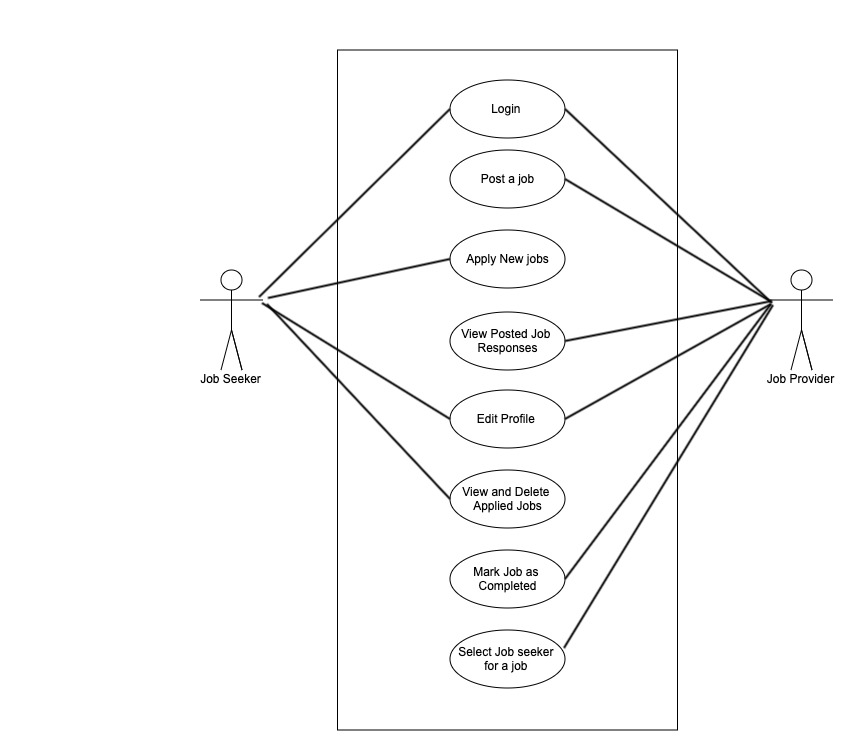 Login
Post a job
Apply New jobs
View Posted Job
Responses
Job Seeker
Job Provider
Edit Profile
View and Delete
Applied Jobs
Mark Job as
Completed
Select Job seeker
for a job